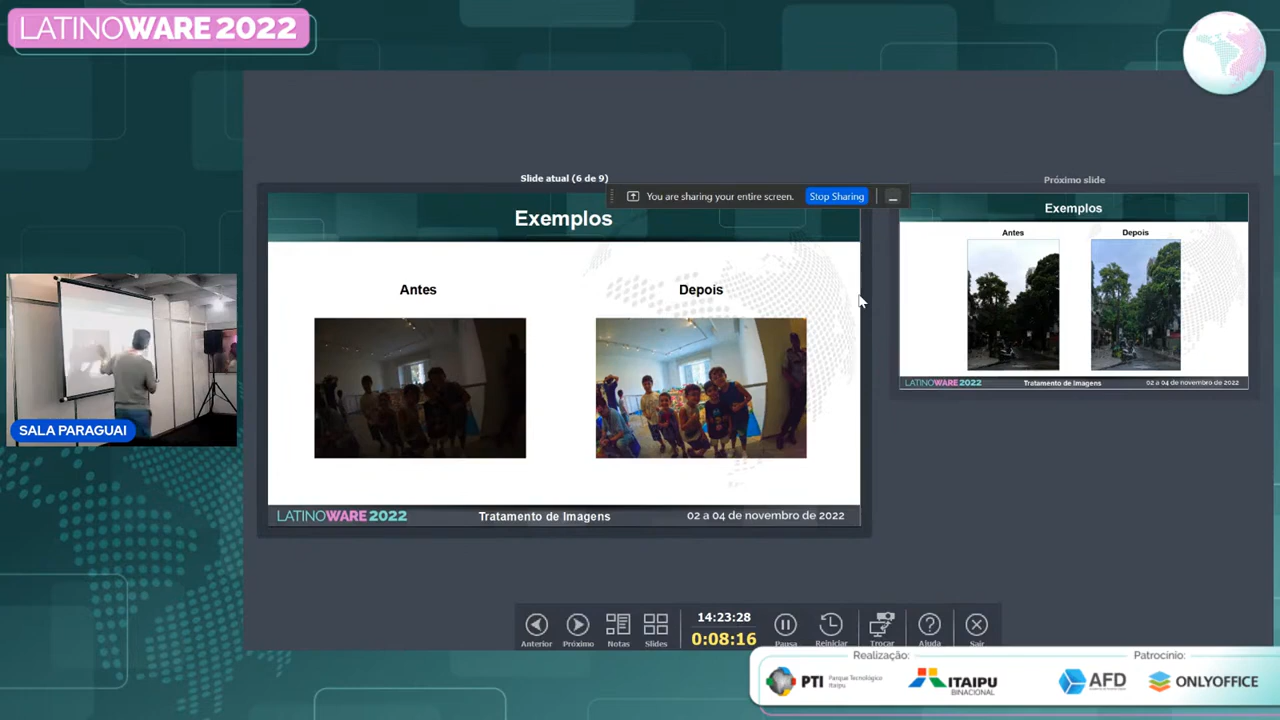 LATINOWARE 2022
Slide atual (6 de 9)
You are sharing your entire screen.
Stop Sharing
Exemplos
Antes
Depois
LATINOWARE 2022
Tratamento de Imagens
02 a 04 de novembro de 2022
Próximo slide
Exemplos
Antes
Depois
LATINOWARE 2022
Tratamento de Imagens
02 a 04 de novembro de 2022
SALA PARAGUAI
14:23:28
0:08:16
Anterior
Próximo
Notas
Slides
Pausa
Reiniciar
Trocar
Ajuda
Sair
Realização:
Patrocínio:
PTI
Parque Tecnológico
Itaipu
ITAIPU
BINACIONAL
AFD
ONLYOFFICE